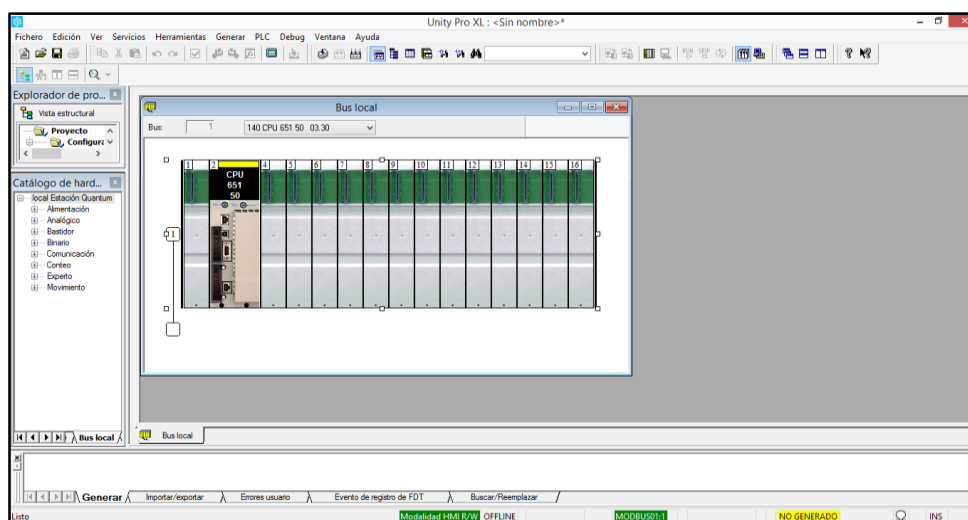 Unity Pro XL : <Sin nombre>*
Fichero Edición Ver Servicios Herramientas Generar PLC Debug Ventana Ayuda
Explorador de pro...
Vista estructural
Proyecto
Configura
Catálogo de hard...
local Estación Quantum
Alimentación
Analógico
Bastidor
Binario
Comunicación
Conteo
Experto
Movimiento
Bus local
Bus local
Bus: 1 140 CPU 651 50 03.30
1 2 4 5 6 7 8 9 10 11 12 13 14 15 16
CPU
651
50
1
Bus local
Generar Importar/exportar Errores usuario Evento de registro de FDT Buscar/Reemplazar
Listo Modalidad HMI R/W OFFLINE MODBUS01:1 NO GENERADO INS